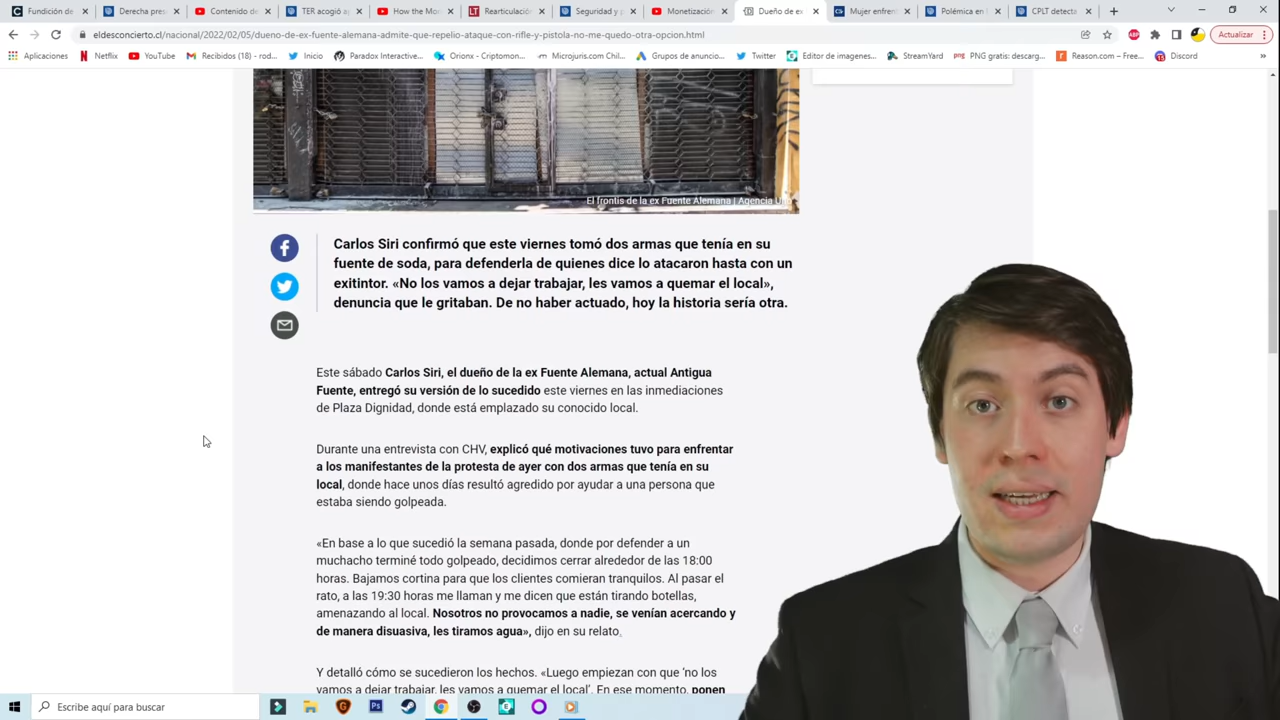 Fundición de
Derecha pres
Contenido de
TER acogió a
How the Mo
Rearticulació
Seguridad y
Monetización
Dueño de ex
Mujer enfren
Polémica en
CPLT detecta
eldesconcierto.cl/nacional/2022/02/05/dueno-de-ex-fuente-alemana-admite-que-repelio-ataque-con-rifle-y-pistola-no-me-quedo-otra-opcion.html
Actualizar
Aplicaciones
Netflix
YouTube
Recibidos (18) - rod...
Inicio
Paradox Interactive...
Orionx - Criptomon...
Microjuris.com Chil...
Grupos de anuncio...
Twitter
Editor de imagenes...
StreamYard
PNG gratis: descarg...
Reason.com – Free...
Discord
El frontis de la ex Fuente Alemana | Agencia
Carlos Siri confirmó que este viernes tomó dos armas que tenía en su
fuente de soda, para defenderla de quienes dice lo atacaron hasta con un
exitintor. «No los vamos a dejar trabajar, les vamos a quemar el local»,
denuncia que le gritaban. De no haber actuado, hoy la historia sería otra.
Este sábado Carlos Siri, el dueño de la ex Fuente Alemana, actual Antigua
Fuente, entregó su versión de lo sucedido este viernes en las inmediaciones
de Plaza Dignidad, donde está emplazado su conocido local.
Durante una entrevista con CHV, explicó qué motivaciones tuvo para enfrentar
a los manifestantes de la protesta de ayer con dos armas que tenía en su
local, donde hace unos días resultó agredido por ayudar a una persona que
estaba siendo golpeada.
«En base a lo que sucedió la semana pasada, donde por defender a un
muchacho terminé todo golpeado, decidimos cerrar alrededor de las 18:00
horas. Bajamos cortina para que los clientes comieran tranquilos. Al pasar el
rato, a las 19:30 horas me llaman y me dicen que están tirando botellas,
amenazando al local. Nosotros no provocamos a nadie, se venían acercando y
de manera disuasiva, les tiramos agua», dijo en su relato.
Y detalló cómo se sucedieron los hechos. «Luego empiezan con que 'no los
vamos a dejar trabajar, les vamos a quemar el local'. En ese momento, ponen
Escribe aquí para buscar